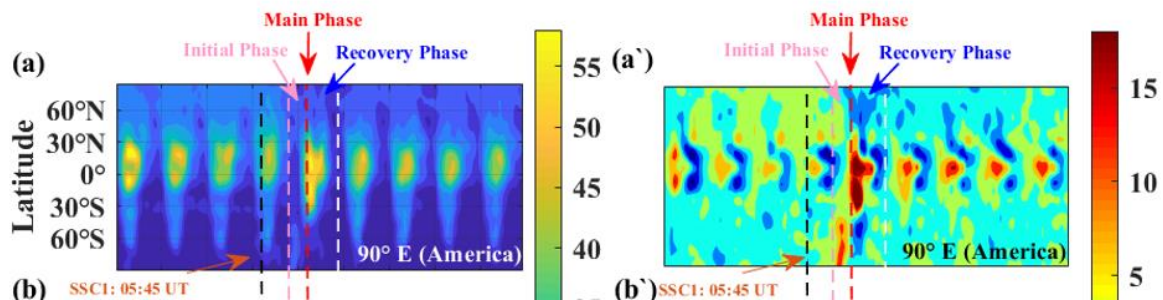 Main Phase
Initial Phase
Recovery Phase
(a)
60°N
30°N
0°
30°S
60°S
Latitude
90° E (America)
SSC1: 05:45 UT
(b)
55
50
45
40
Main Phase
Initial Phase
Recovery Phase
(a`)
90° E (America)
SSC1: 05:45 UT
(b`)
15
10
5